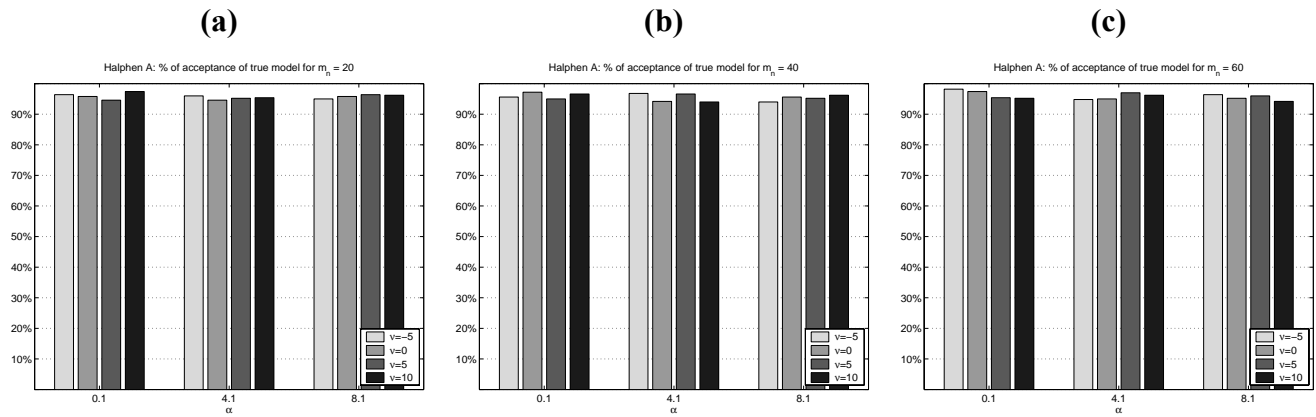 (a)
Halphen A: % of acceptance of true model for m_n = 20
90%
80%
70%
60%
50%
40%
30%
20%
10%
0.1 4.1 8.1
α
ν=−5
ν=0
ν=5
ν=10
(b)
Halphen A: % of acceptance of true model for m_n = 40
90%
80%
70%
60%
50%
40%
30%
20%
10%
0.1 4.1 8.1
α
ν=−5
ν=0
ν=5
ν=10
(c)
Halphen A: % of acceptance of true model for m_n = 60
90%
80%
70%
60%
50%
40%
30%
20%
10%
0.1 4.1 8.1
α
ν=−5
ν=0
ν=5
ν=10